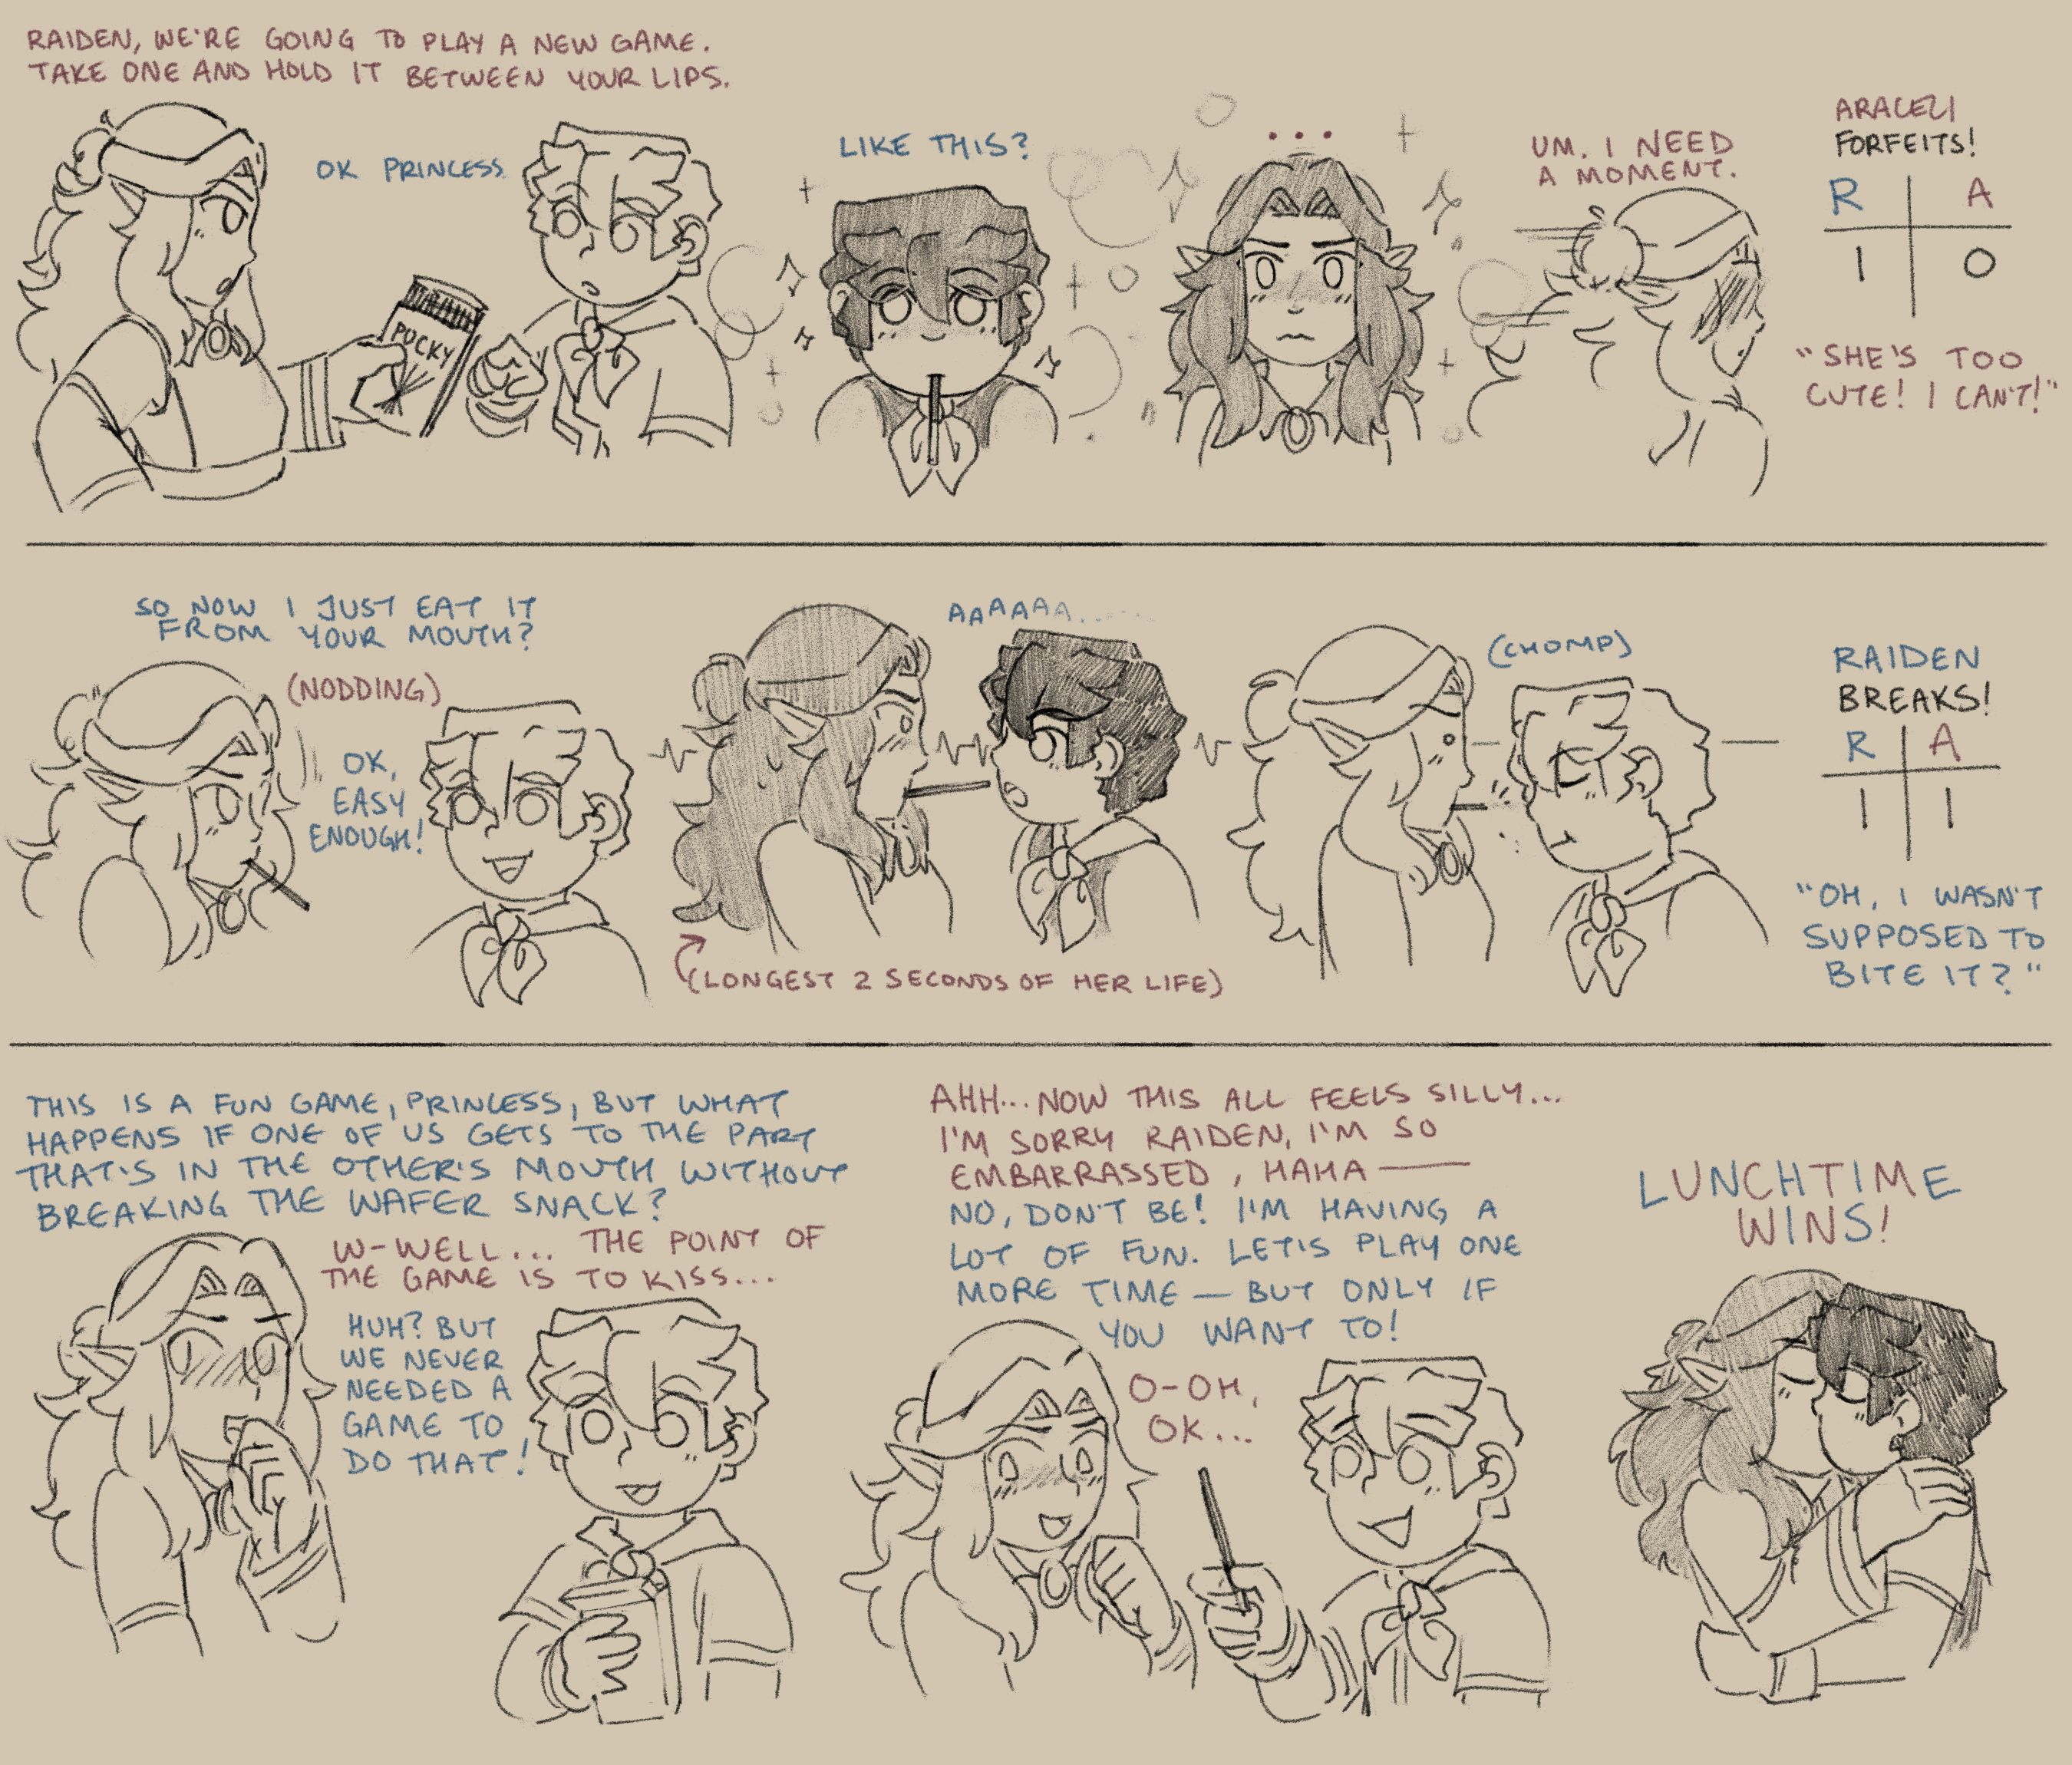 RAIDEN, WE'RE GOING TO PLAY A NEW GAME.
TAKE ONE AND HOLD IT BETWEEN YOUR LIPS.
OK PRINCESS
POCKY
LIKE THIS?
...
UM. I NEED
A MOMENT.
ARACELI
FORFEITS!
R A
1 0
"SHE'S TOO
CUTE! I CAN'T!"
SO NOW I JUST EAT IT
FROM YOUR MOUTH?
(NODDING)
OK,
EASY
ENOUGH!
AAAAAA......
(LONGEST 2 SECONDS OF HER LIFE)
(CHOMP)
RAIDEN
BREAKS!
R A
1 1
"OH, I WASN'T
SUPPOSED TO
BITE IT?"
THIS IS A FUN GAME, PRINCESS, BUT WHAT
HAPPENS IF ONE OF US GETS TO THE PART
THAT'S IN THE OTHER'S MOUTH WITHOUT
BREAKING THE WAFER SNACK?
W-WELL... THE POINT OF
THE GAME IS TO KISS...
HUH? BUT
WE NEVER
NEEDED A
GAME TO
DO THAT!
AHH... NOW THIS ALL FEELS SILLY...
I'M SORRY RAIDEN, I'M SO
EMBARRASSED, HAHA —
NO, DON'T BE! I'M HAVING A
LOT OF FUN. LET'S PLAY ONE
MORE TIME — BUT ONLY IF
YOU WANT TO!
O-OH,
OK...
LUNCHTIME
WINS!